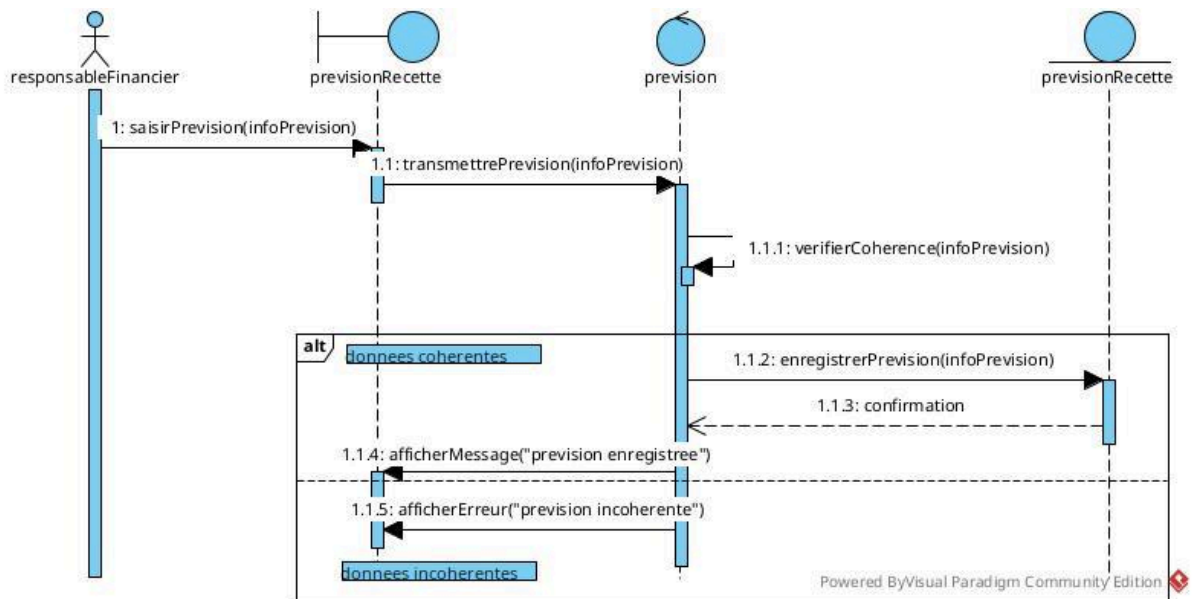 responsableFinancier
previsionRecette
prevision
previsionRecette
1: saisirPrevision(infoPrevision)
1.1: transmettrePrevision(infoPrevision)
1.1.1: verifierCoherence(infoPrevision)
alt
donnees coherentes
1.1.2: enregistrerPrevision(infoPrevision)
1.1.3: confirmation
1.1.4: afficherMessage("prevision enregistree")
1.1.5: afficherErreur("prevision incoherente")
donnees incoherentes
Powered ByVisual Paradigm Community Edition